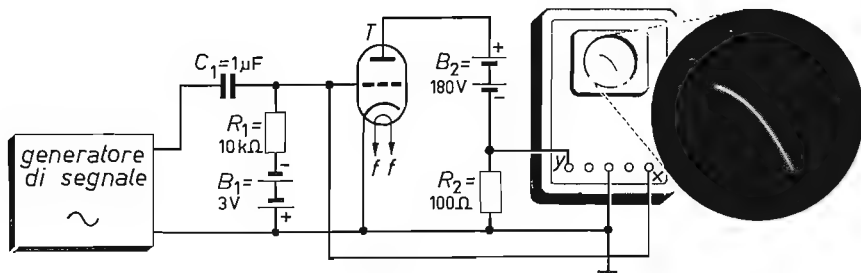 generatore
di segnale
C₁=1µF
R₁=
10kΩ
-
B₁=
3V
+
T
f f
+
B₂=
180V
-
R₂=
100Ω
y
x